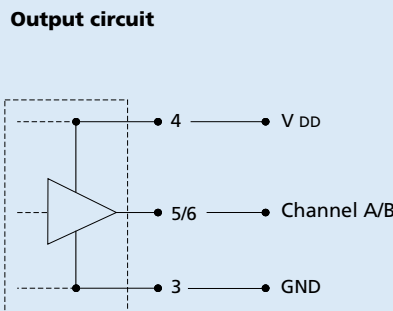 Output circuit
4 V DD
5/6 Channel A/B
3 GND